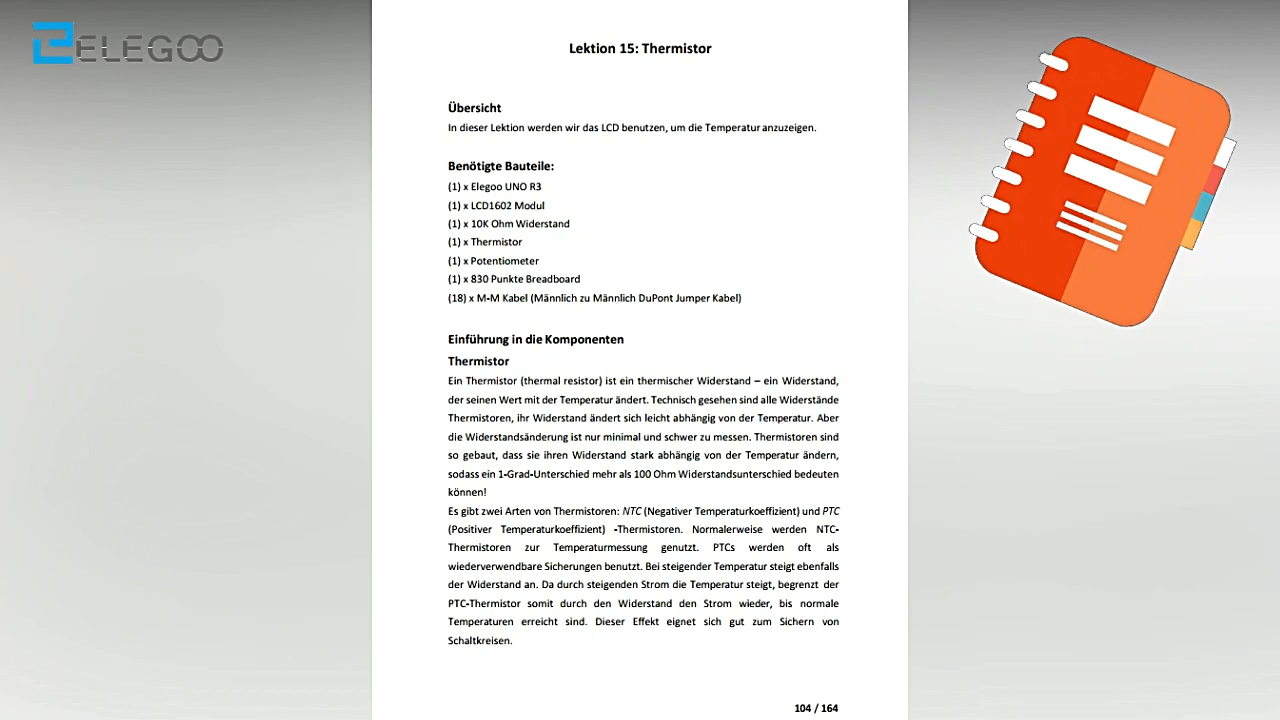 ELEGOO
Lektion 15: Thermistor
Übersicht
In dieser Lektion werden wir das LCD benutzen, um die Temperatur anzuzeigen.
Benötigte Bauteile:
(1) x Elegoo UNO R3
(1) x LCD1602 Modul
(1) x 10K Ohm Widerstand
(1) x Thermistor
(1) x Potentiometer
(1) x 830 Punkte Breadboard
(18) x M-M Kabel (Männlich zu Männlich DuPont Jumper Kabel)
Einführung in die Komponenten
Thermistor
Ein Thermistor (thermal resistor) ist ein thermischer Widerstand – ein Widerstand,
der seinen Wert mit der Temperatur ändert. Technisch gesehen sind alle Widerstände
Thermistoren, ihr Widerstand ändert sich leicht abhängig von der Temperatur. Aber
die Widerstandsänderung ist nur minimal und schwer zu messen. Thermistoren sind
so gebaut, dass sie ihren Widerstand stark abhängig von der Temperatur ändern,
sodass ein 1-Grad-Unterschied mehr als 100 Ohm Widerstandsunterschied bedeuten
können!
Es gibt zwei Arten von Thermistoren: NTC (Negativer Temperaturkoeffizient) und PTC
(Positiver Temperaturkoeffizient) -Thermistoren. Normalerweise werden NTC-
Thermistoren zur Temperaturmessung genutzt. PTCs werden oft als
wiederverwendbare Sicherungen benutzt. Bei steigender Temperatur steigt ebenfalls
der Widerstand an. Da durch steigenden Strom die Temperatur steigt, begrenzt der
PTC-Thermistor somit durch den Widerstand den Strom wieder, bis normale
Temperaturen erreicht sind. Dieser Effekt eignet sich gut zum Sichern von
Schaltkreisen.
104 / 164